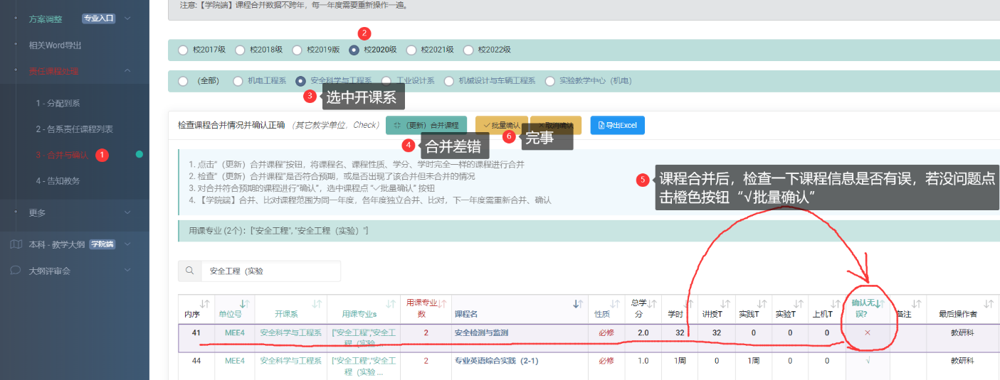 注意:【学院端】课程合并数据不跨年，每一年度需要重新操作一遍。
方案调整 专业入口
相关Word导出
责任课程处理
1 - 分配到系
2 - 各系责任课程列表
3 - 合并与确认 1
4 - 告知教务
更多
本科 - 教学大纲 学院端
大纲评审会
2
校2017级 校2018级 校2019版 校2020级 校2021级 校2022级
(全部) 机电工程系 安全科学与工程系 工业设计系 机械设计与车辆工程系 实验教学中心（机电）
3 选中开课系
检查课程合并情况并确认正确 (其它教学单位，Check) （更新）合并课程 ✓批量确认 ×取消确认 导出Excel
4 合并差错
6 完事
1. 点击“（更新）合并课程”按钮，将课程名、课程性质、学分、学时完全一样的课程进行合并
2. 检查“（更新）合并课程”是否符合预期，或是否出现了该合并但未合并的情况
3. 对合并符合预期的课程进行“确认”，选中课程点 “✓批量确认” 按钮
4. 【学院端】合并、比对课程范围为同一年度，各年度独立合并、比对，下一年度需重新合并、确认
5 课程合并后，检查一下课程信息是否有误，若没问题点
击橙色按钮“√批量确认”
用课专业 (2个)：["安全工程", "安全工程（实验）"]
安全工程（实验
内序 单位号 开课系 用课专业s 用课专业数 课程名 性质 总学分 学时 讲授T 实践T 实验T 上机T 确认无误? 备注 最后操作者
41 MEE4 安全科学与工程系 ["安全工程","安全工程（实验 2 安全检测与监测 必修 2.0 32 32 0 0 0 × 教研科
44 MEE4 安全科学与工程系 ["安全工程","安全工程（实验 ... 2 专业英语综合实践（2-1） 必修 1.0 1周 0 1周 0 0 √ 教研科